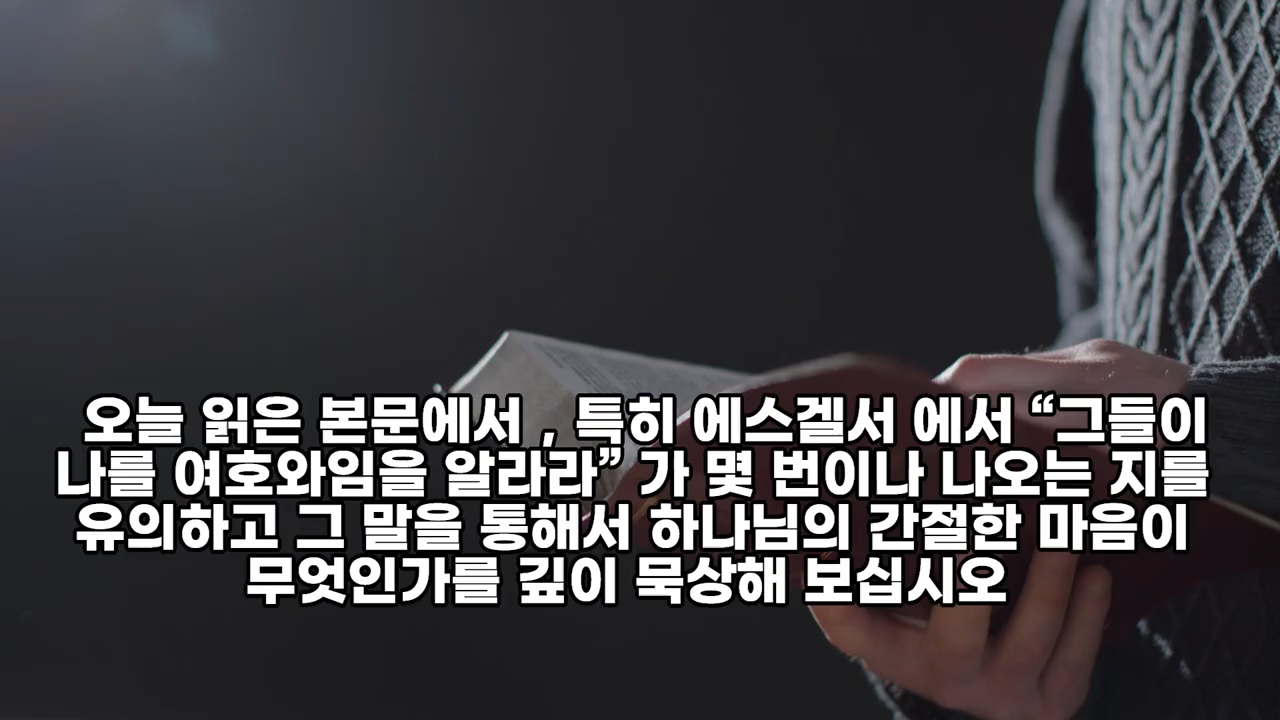 오늘 읽은 본문에서 , 특히 에스겔서 에서 “그들이
나를 여호와임을 알라라” 가 몇 번이나 나오는 지를
유의하고 그 말을 통해서 하나님의 간절한 마음이
무엇인가를 깊이 묵상해 보십시오